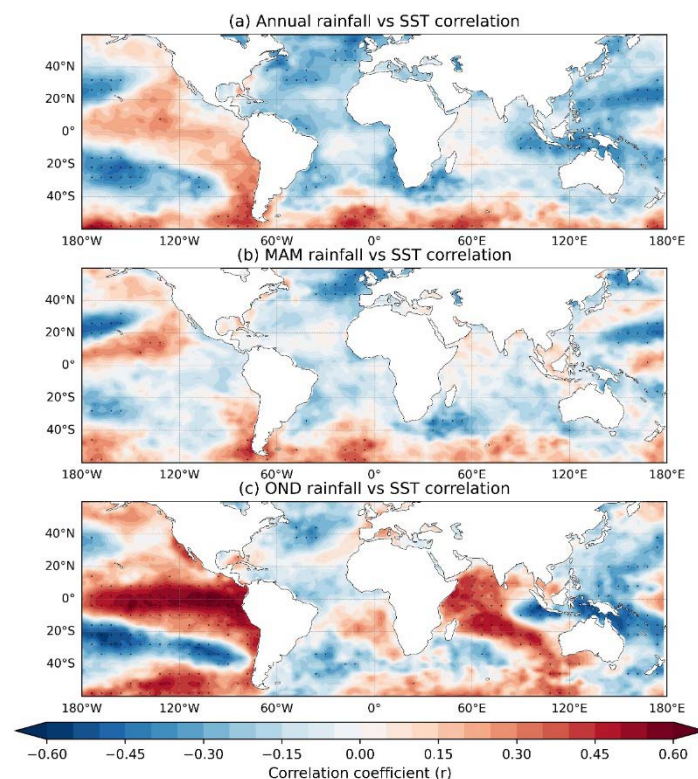 (a) Annual rainfall vs SST correlation
40°N
20°N
0°
20°S
40°S
180°W 120°W 60°W 0° 60°E 120°E 180°E
(b) MAM rainfall vs SST correlation
40°N
20°N
0°
20°S
40°S
180°W 120°W 60°W 0° 60°E 120°E 180°E
(c) OND rainfall vs SST correlation
40°N
20°N
0°
20°S
40°S
180°W 120°W 60°W 0° 60°E 120°E 180°E
−0.60 −0.45 −0.30 −0.15 0.00 0.15 0.30 0.45 0.60
Correlation coefficient (r)